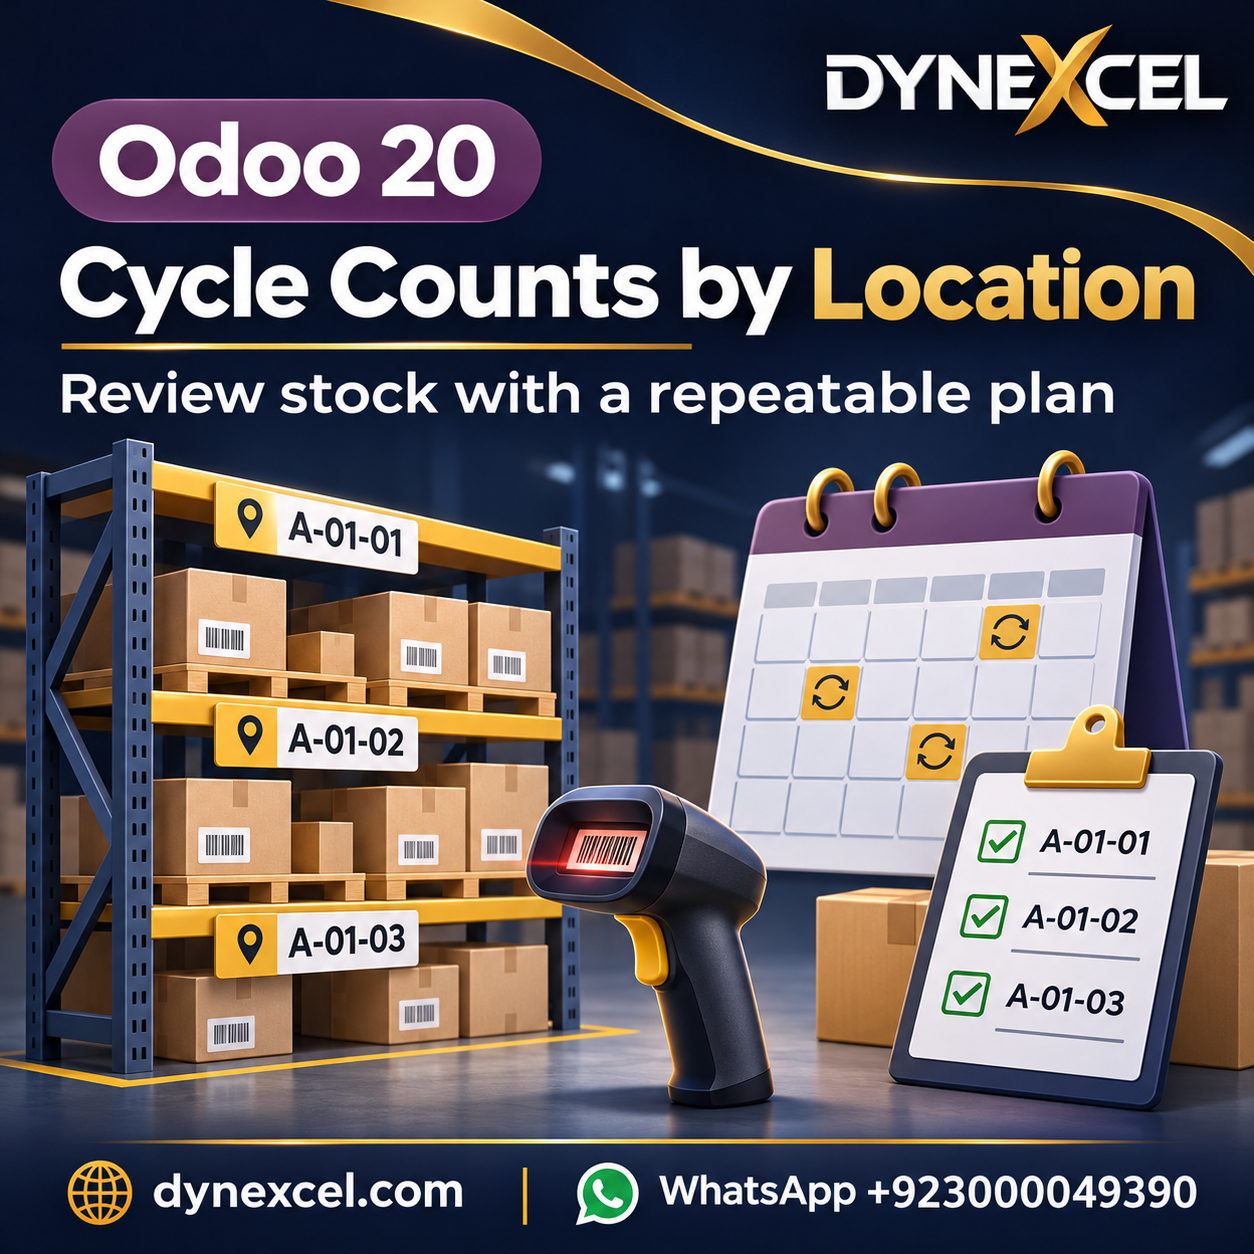 DYNEXCEL
Odoo 20
Cycle Counts by Location
Review stock with a repeatable plan
A-01-01
A-01-02
A-01-03
A-01-01
A-01-02
A-01-03
dynexcel.com
WhatsApp +923000049390